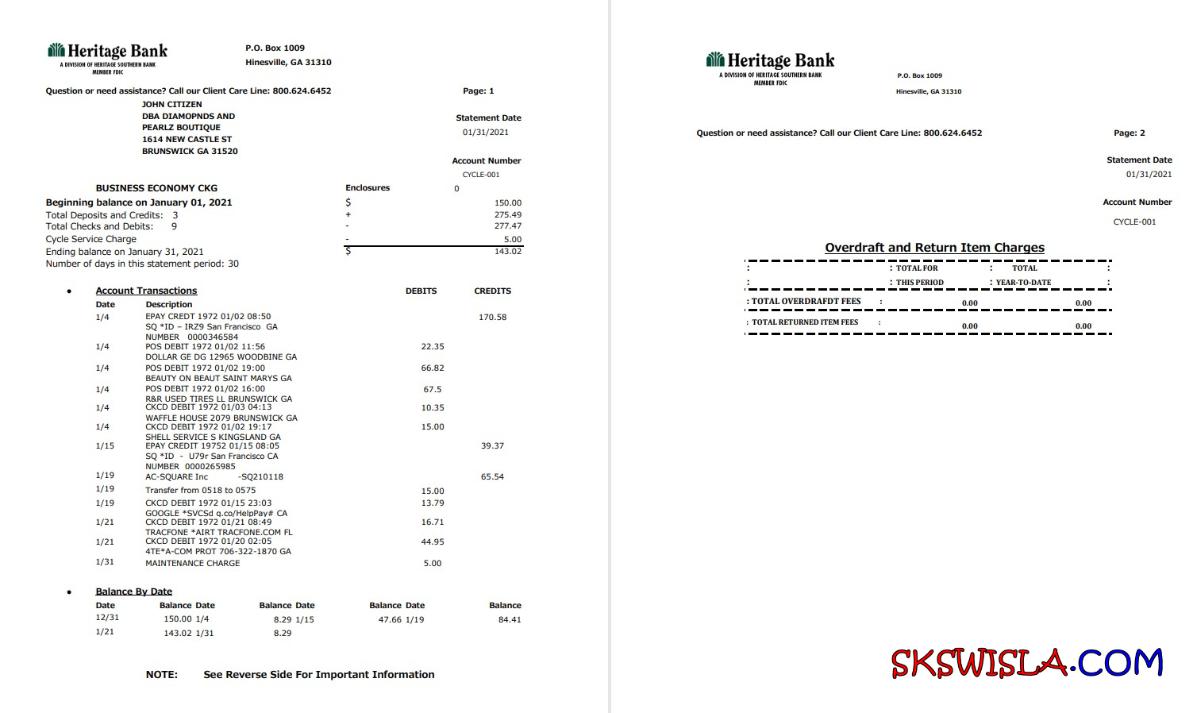 Heritage Bank
A DIVISION OF HERITAGE SOUTHERN BANK
MEMBER FDIC
P.O. Box 1009
Hinesville, GA 31310
Question or need assistance? Call our Client Care Line: 800.624.6452 Page: 1
JOHN CITIZEN
DBA DIAMOPNDS AND
PEARLZ BOUTIQUE
1614 NEW CASTLE ST
BRUNSWICK GA 31520
Statement Date
01/31/2021
Account Number
CYCLE-001
BUSINESS ECONOMY CKG Enclosures 0
Beginning balance on January 01, 2021 $ 150.00
Total Deposits and Credits: 3 + 275.49
Total Checks and Debits: 9 - 277.47
Cycle Service Charge - 5.00
Ending balance on January 31, 2021 $ 143.02
Number of days in this statement period: 30
• Account Transactions DEBITS CREDITS
Date Description
1/4 EPAY CREDT 1972 01/02 08:50 170.58
SQ *ID – IRZ9 San Francisco GA
NUMBER 0000346584
1/4 POS DEBIT 1972 01/02 11:56 22.35
DOLLAR GE DG 12965 WOODBINE GA
1/4 POS DEBIT 1972 01/02 19:00 66.82
BEAUTY ON BEAUT SAINT MARYS GA
1/4 POS DEBIT 1972 01/02 16:00 67.5
R&R USED TIRES LL BRUNSWICK GA
1/4 CKCD DEBIT 1972 01/03 04:13 10.35
WAFFLE HOUSE 2079 BRUNSWICK GA
1/4 CKCD DEBIT 1972 01/02 19:17 15.00
SHELL SERVICE S KINGSLAND GA
1/15 EPAY CREDIT 19752 01/15 08:05 39.37
SQ *ID - U79r San Francisco CA
NUMBER 0000265985
1/19 AC-SQUARE Inc -SQ210118 65.54
1/19 Transfer from 0518 to 0575 15.00
1/19 CKCD DEBIT 1972 01/15 23:03 13.79
GOOGLE *SVCSd q.co/HelpPay# CA
1/21 CKCD DEBIT 1972 01/21 08:49 16.71
TRACFONE *AIRT TRACFONE.COM FL
1/21 CKCD DEBIT 1972 01/20 02:05 44.95
4TE*A-COM PROT 706-322-1870 GA
1/31 MAINTENANCE CHARGE 5.00
• Balance By Date
Date Balance Date Balance Date Balance Date Balance
12/31 150.00 1/4 8.29 1/15 47.66 1/19 84.41
1/21 143.02 1/31 8.29
NOTE: See Reverse Side For Important Information
Heritage Bank
A DIVISION OF HERITAGE SOUTHERN BANK
MEMBER FDIC
P.O. Box 1009
Hinesville, GA 31310
Question or need assistance? Call our Client Care Line: 800.624.6452 Page: 2
Statement Date
01/31/2021
Account Number
CYCLE-001
Overdraft and Return Item Charges
: : TOTAL FOR : TOTAL :
: : THIS PERIOD : YEAR-TO-DATE :
: TOTAL OVERDRAFDT FEES : 0.00 0.00
: TOTAL RETURNED ITEM FEES : 0.00 0.00
SKSWISLA.COM